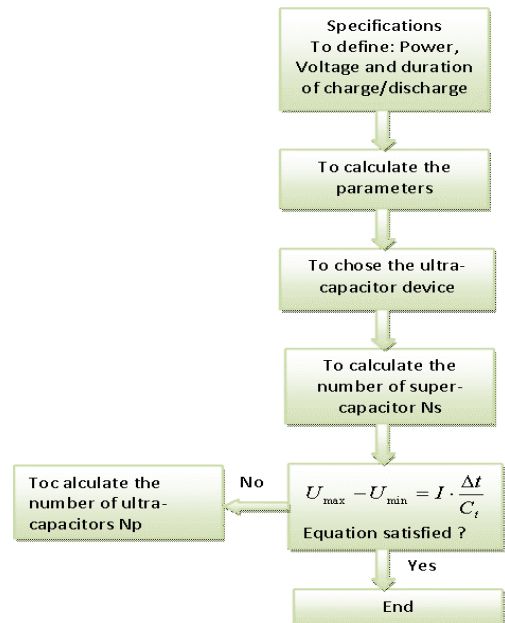 Specifications
To define: Power,
Voltage and duration
of charge/discharge
To calculate the
parameters
To chose the ultra-
capacitor device
To calculate the
number of super-
capacitor Ns
U_max − U_min = I · Δt / C_t
Equation satisfied ?
No
Toc alculate the
number of ultra-
capacitors Np
Yes
End